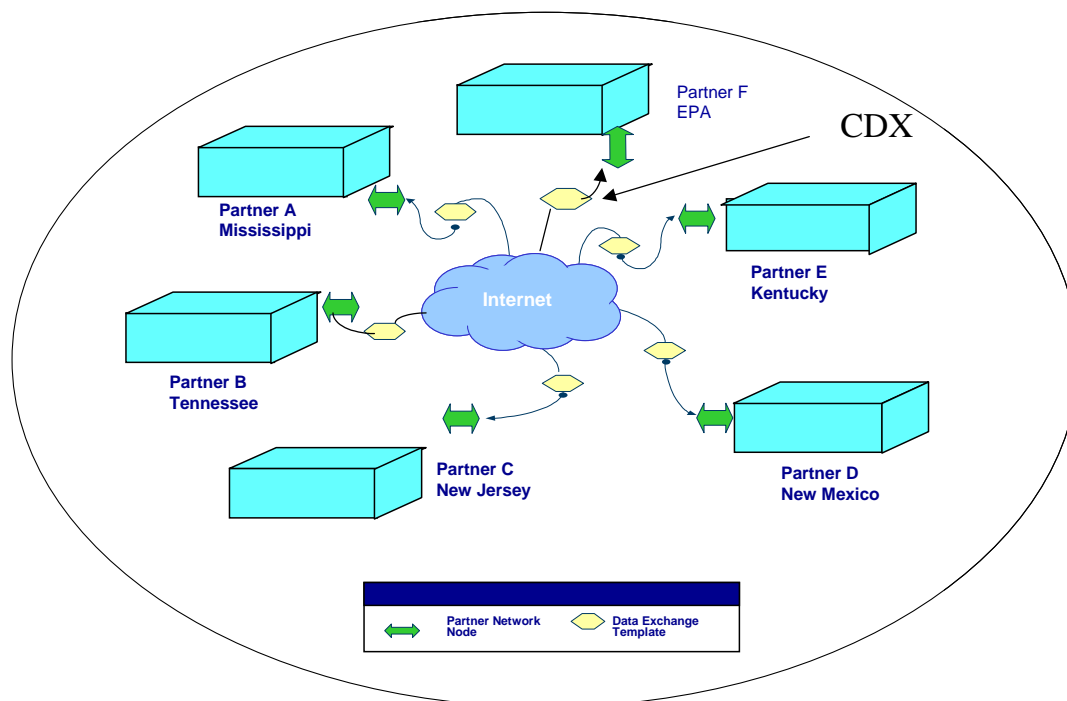 Partner F
EPA
CDX
Partner A
Mississippi
Partner E
Kentucky
Internet
Partner B
Tennessee
Partner C
New Jersey
Partner D
New Mexico
Partner Network
Node
Data Exchange
Template